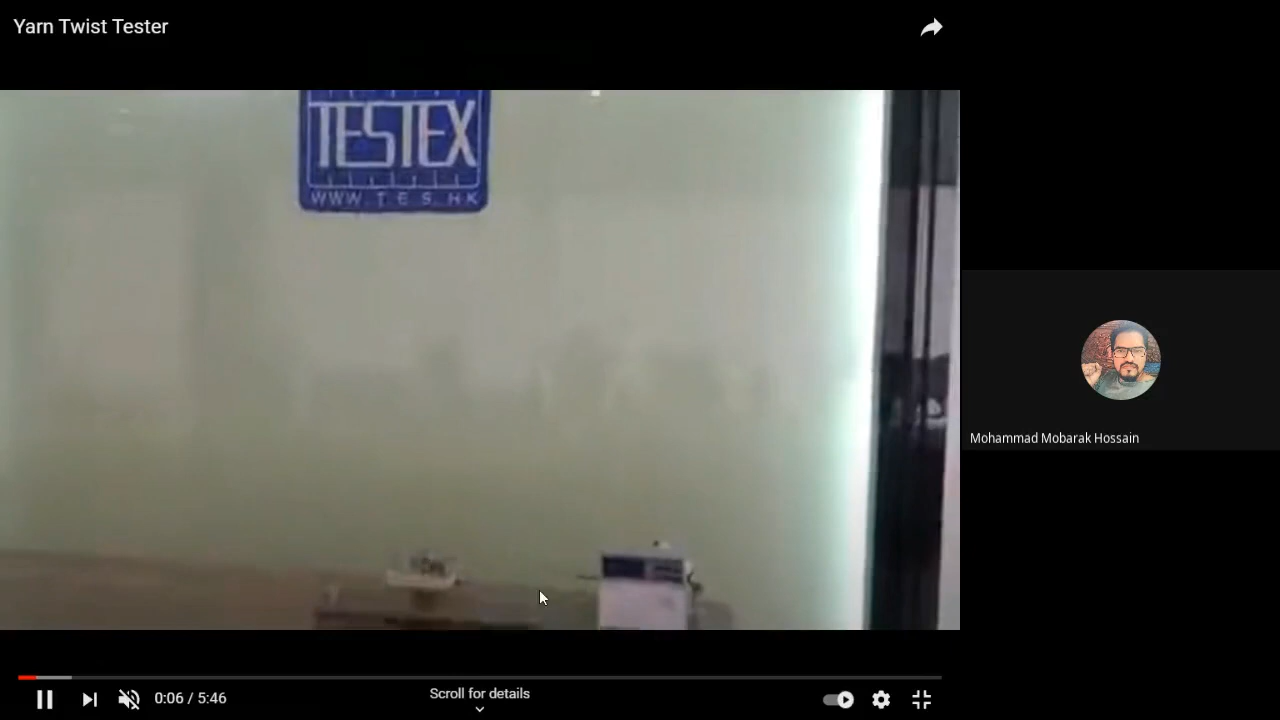 Yarn Twist Tester
TESTEX
WWW.TES.HK
Mohammad Mobarak Hossain
Scroll for details
0:06 / 5:46